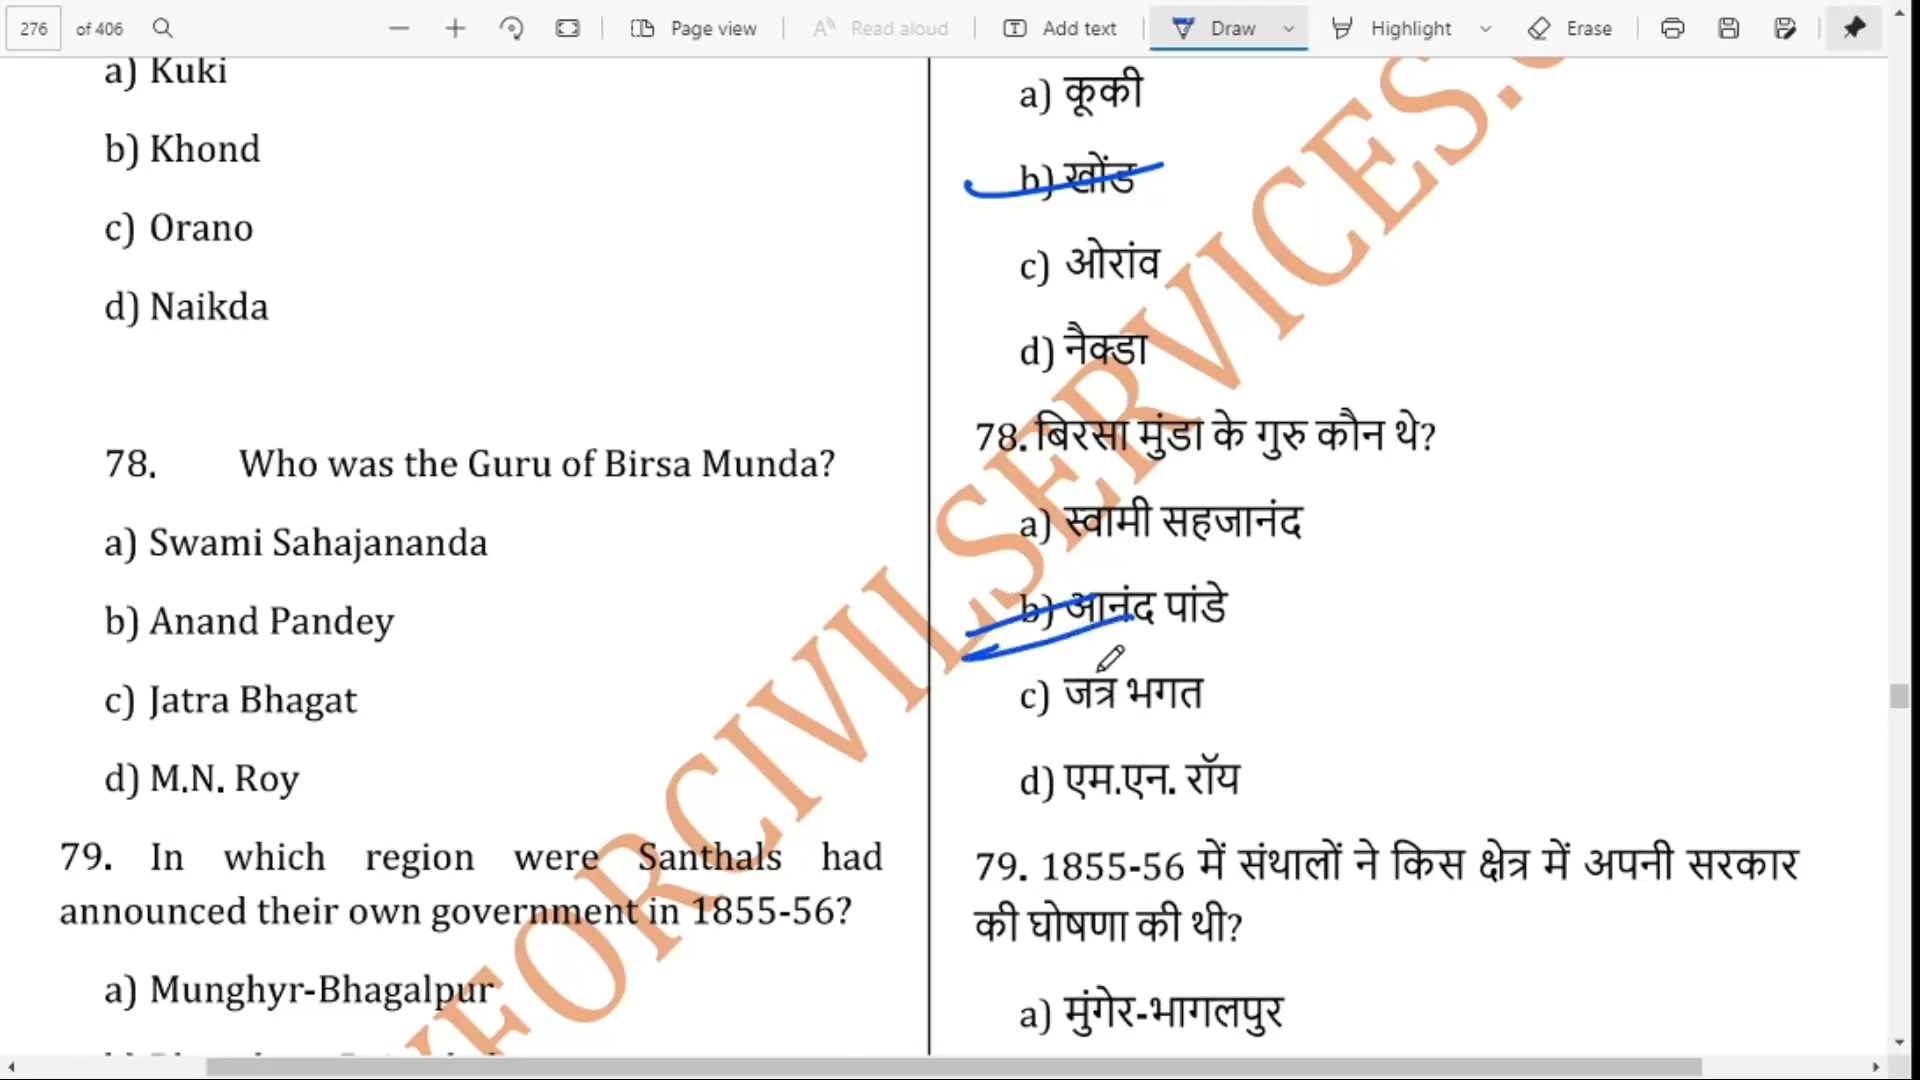 276 of 406
Page view
Read aloud
Add text
Draw
Highlight
Erase
a) Kuki
b) Khond
c) Orano
d) Naikda
78. Who was the Guru of Birsa Munda?
a) Swami Sahajananda
b) Anand Pandey
c) Jatra Bhagat
d) M.N. Roy
79. In which region were Santhals had
announced their own government in 1855-56?
a) Munghyr-Bhagalpur
a) कूकी
b) खोंड
c) ओरांव
d) नैक्डा
78. बिरसा मुंडा के गुरु कौन थे?
a) स्वामी सहजानंद
b) आनंद पांडे
c) जत्र भगत
d) एम.एन. रॉय
79. 1855-56 में संथालों ने किस क्षेत्र में अपनी सरकार
की घोषणा की थी?
a) मुंगेर-भागलपुर
FORCIVILSERVICES.